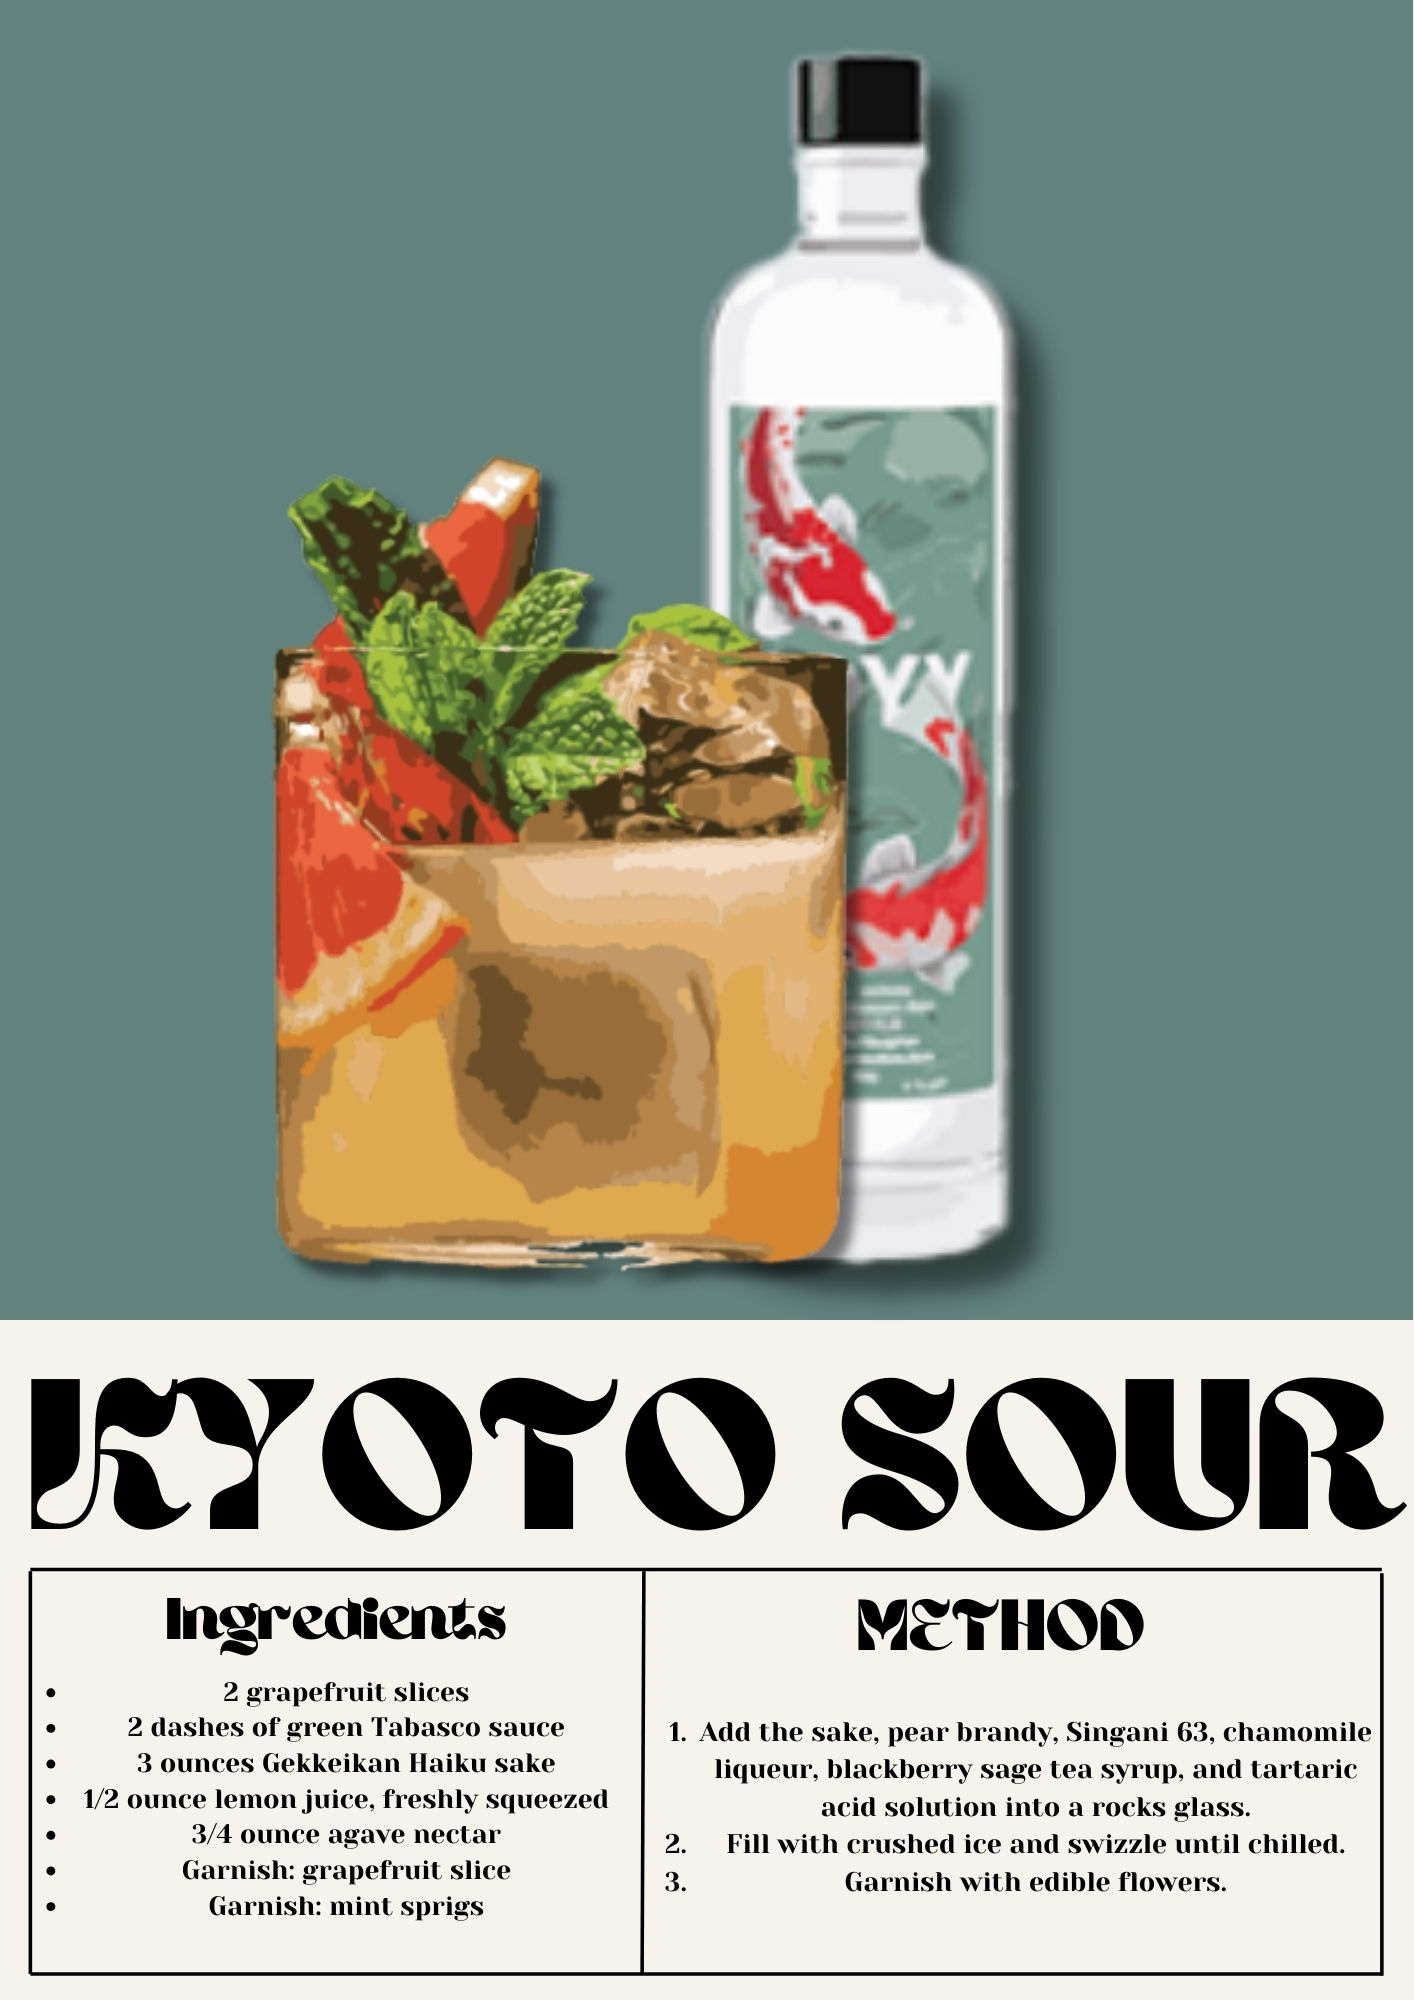 KYOTO SOUR
Ingredients
• 2 grapefruit slices
• 2 dashes of green Tabasco sauce
• 3 ounces Gekkeikan Haiku sake
• 1/2 ounce lemon juice, freshly squeezed
• 3/4 ounce agave nectar
• Garnish: grapefruit slice
• Garnish: mint sprigs
METHOD
1. Add the sake, pear brandy, Singani 63, chamomile
liqueur, blackberry sage tea syrup, and tartaric
acid solution into a rocks glass.
2. Fill with crushed ice and swizzle until chilled.
3. Garnish with edible flowers.